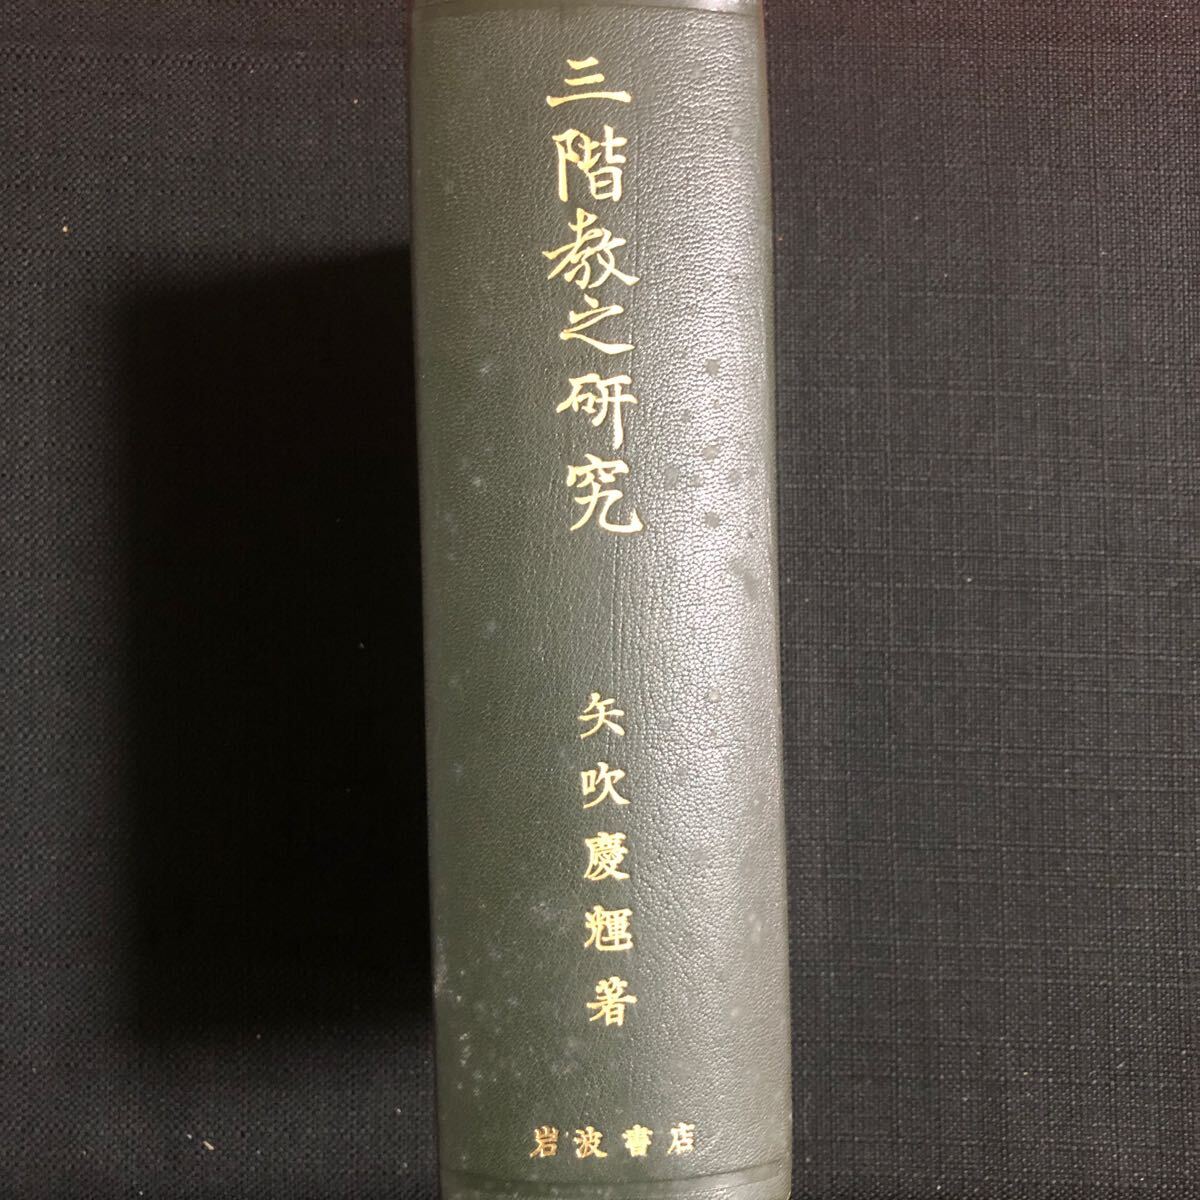 三階教之研究
矢吹慶輝著
岩波書店